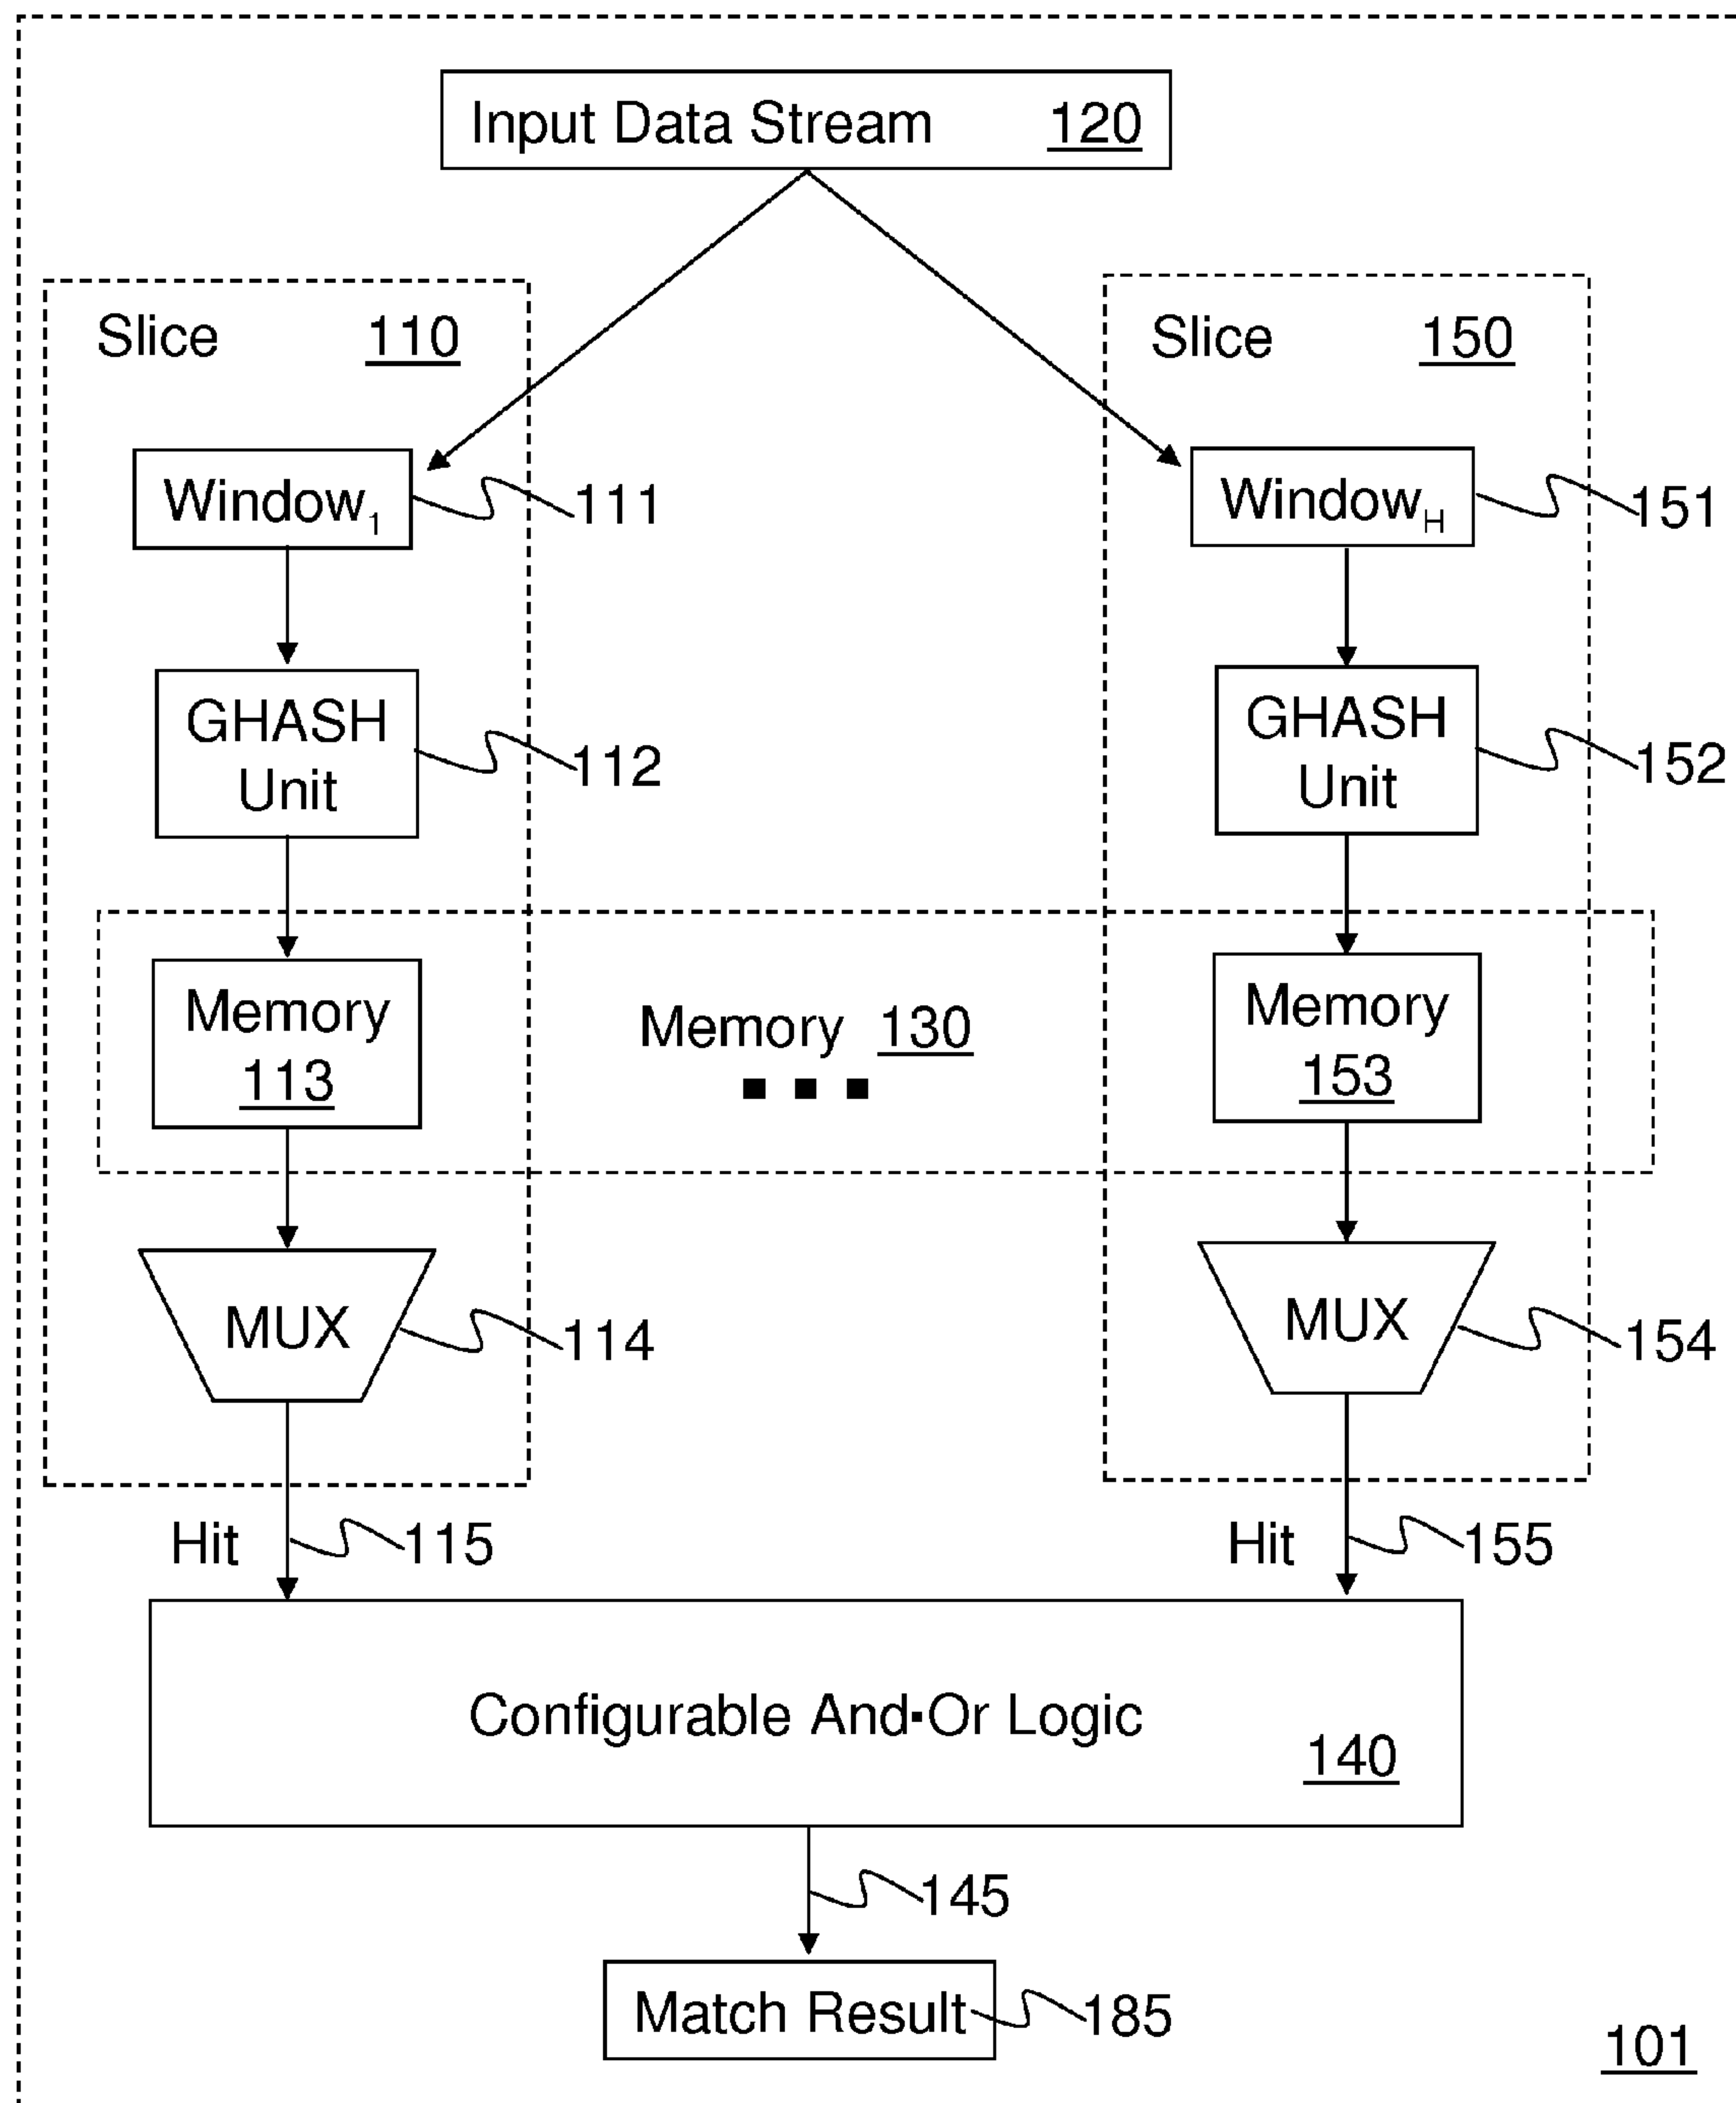 Input Data Stream 120
Slice 110
Slice 150
Window1
111
WindowH
151
GHASH
Unit
112
GHASH
Unit
152
Memory
113
Memory 130
Memory
153
MUX
114
MUX
154
Hit
115
Hit
155
Configurable And▪Or Logic
140
145
Match Result
185
101